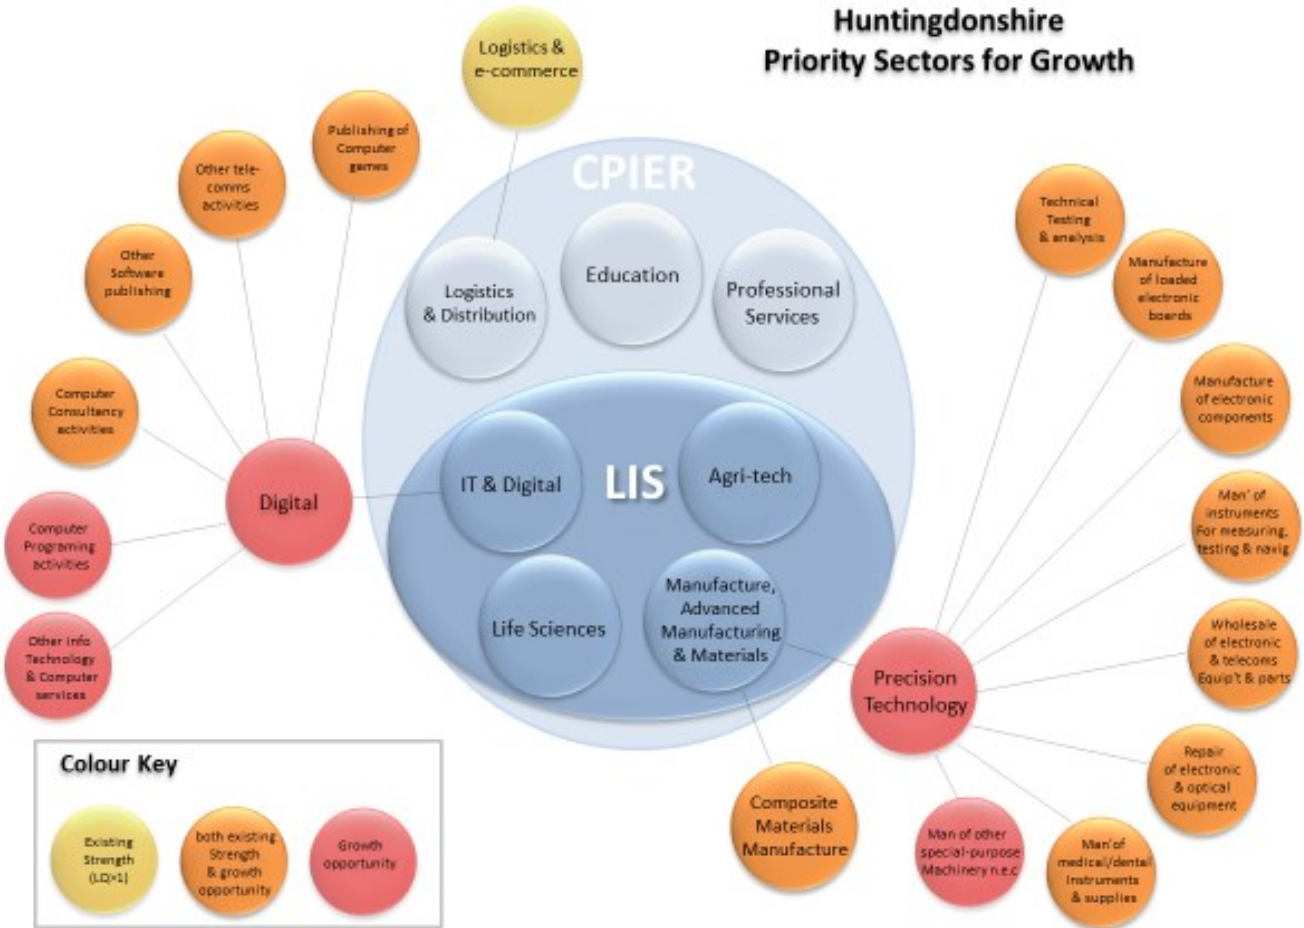 Huntingdonshire
Priority Sectors for Growth
Logistics &
e-commerce
Publishing of
Computer
games
Other tele-
comms
activities
Other
Software
publishing
Computer
Consultancy
activities
Computer
Programing
activities
Other info
Technology
& Computer
services
Digital
CPIER
Logistics
& Distribution
Education
Professional
Services
LIS
IT & Digital
Agri-tech
Life Sciences
Manufacture,
Advanced
Manufacturing
& Materials
Technical
Testing
& analysis
Manufacture
of loaded
electronic
boards
Manufacture
of electronic
components
Man' of
instruments
For measuring,
testing & navig
Wholesale
of electronic
& telecoms
Equip't & parts
Repair
of electronic
& optical
equipment
Man'of
medical/dental
Instruments
& supplies
Man of other
special-purpose
Machinery n.e.c
Precision
Technology
Composite
Materials
Manufacture
Colour Key
Existing
Strength
(LQ>1)
both existing
Strength
& growth
opportunity
Growth
opportunity